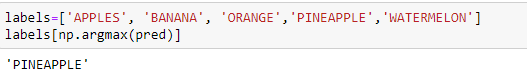 labels=['APPLES', 'BANANA', 'ORANGE','PINEAPPLE','WATERMELON']
labels[np.argmax(pred)]
'PINEAPPLE'